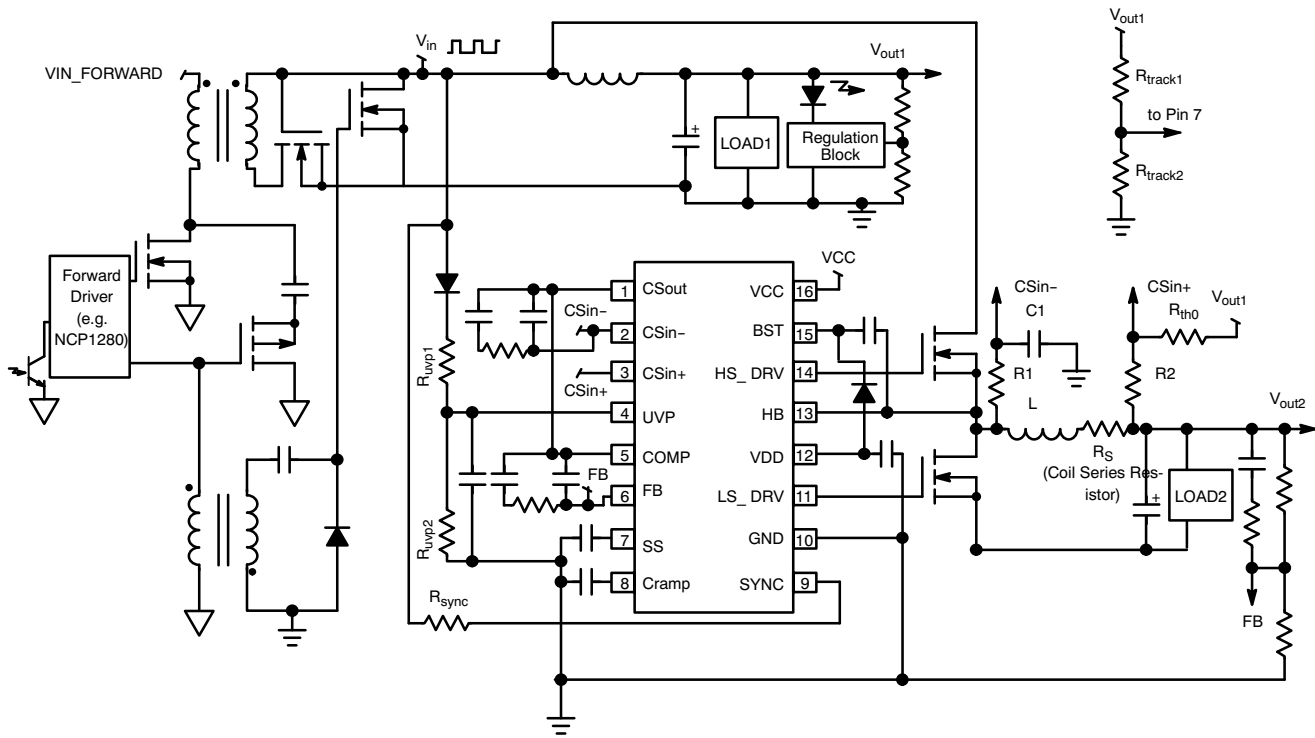 VIN_FORWARD
Vin
Vout1
Vout1
Rtrack1
to Pin 7
Rtrack2
LOAD1
Regulation
Block
Forward
Driver
(e.g.
NCP1280)
Ruvp1
Ruvp2
Rsync
CSin−
CSin+
FB
1 CSout
2 CSin−
3 CSin+
4 UVP
5 COMP
6 FB
7 SS
8 Cramp
VCC
VCC 16
BST 15
HS_DRV 14
HB 13
VDD 12
LS_DRV 11
GND 10
SYNC 9
CSin−
C1
R1
L
CSin+
Rth0
Vout1
R2
Vout2
RS
(Coil Series Res-
istor)
+
LOAD2
FB
+